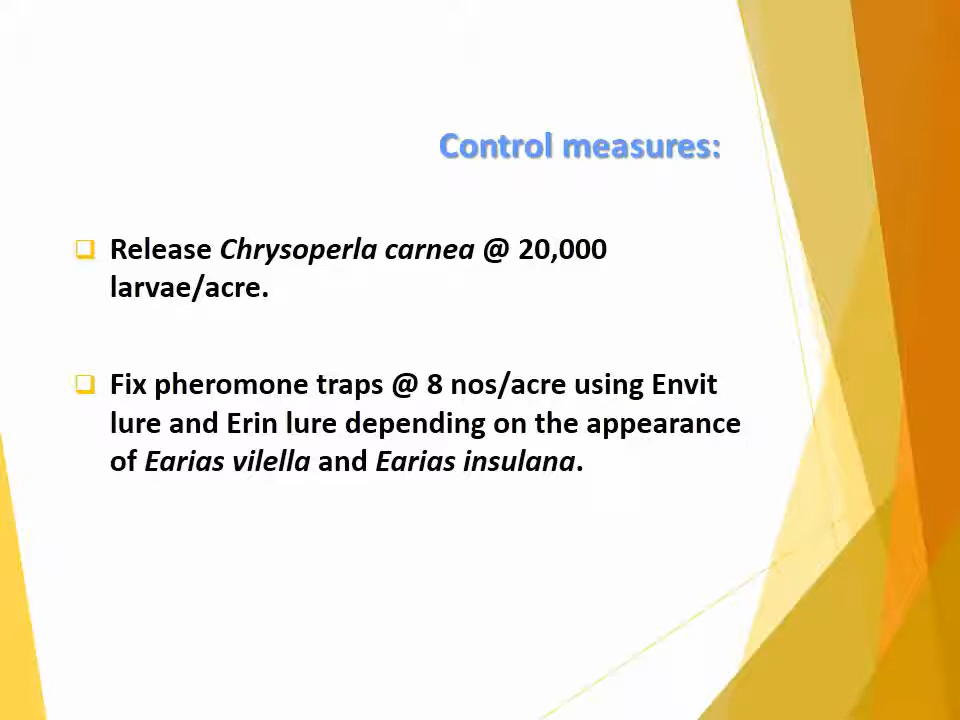 Control measures:
Release Chrysoperla carnea @ 20,000
larvae/acre.
Fix pheromone traps @ 8 nos/acre using Envit
lure and Erin lure depending on the appearance
of Earias vilella and Earias insulana.